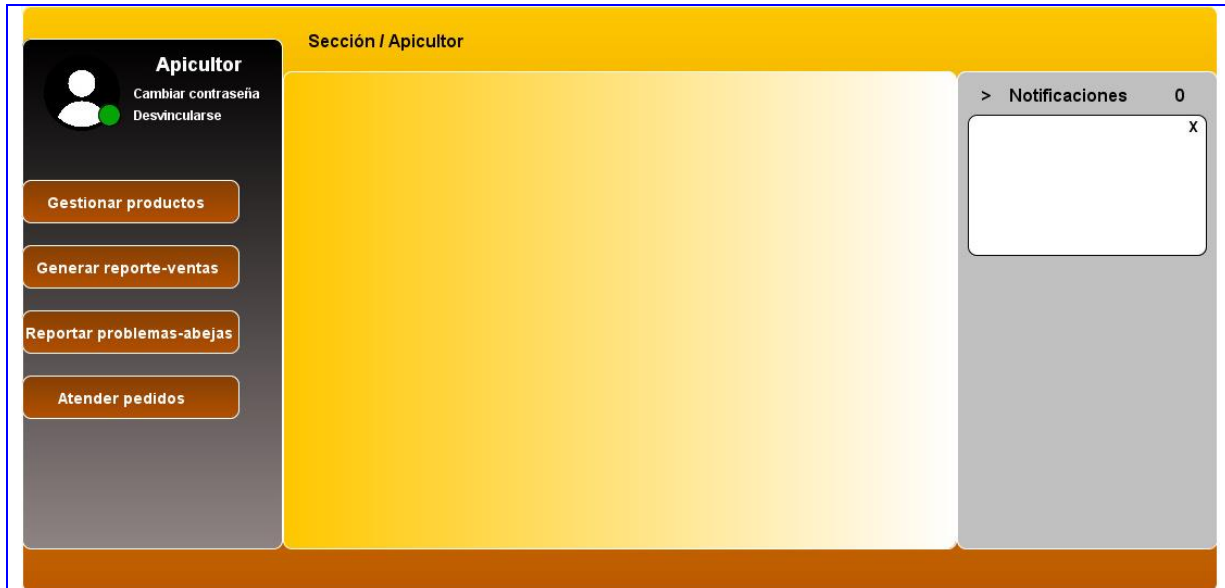 Sección / Apicultor
Apicultor
Cambiar contraseña
Desvincularse
Gestionar productos
Generar reporte-ventas
Reportar problemas-abejas
Atender pedidos
> Notificaciones 0
X